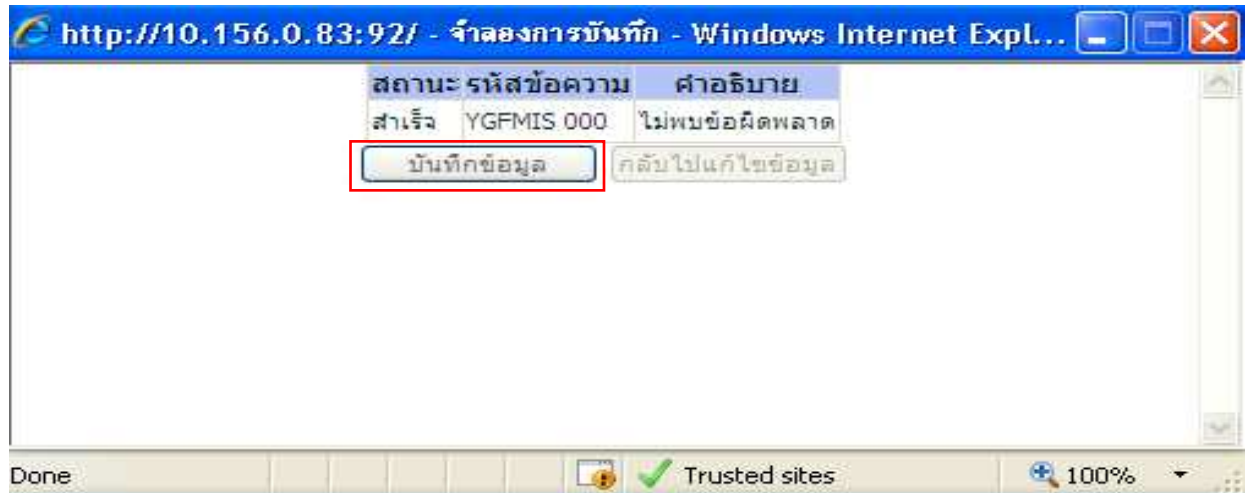 http://10.156.0.83:92/ - จำลองการบันทึก - Windows Internet Expl...
สถานะ รหัสข้อความ คำอธิบาย
สำเร็จ YGFMIS 000 ไม่พบข้อผิดพลาด
บันทึกข้อมูล กลับไปแก้ไขข้อมูล
Done Trusted sites 100%